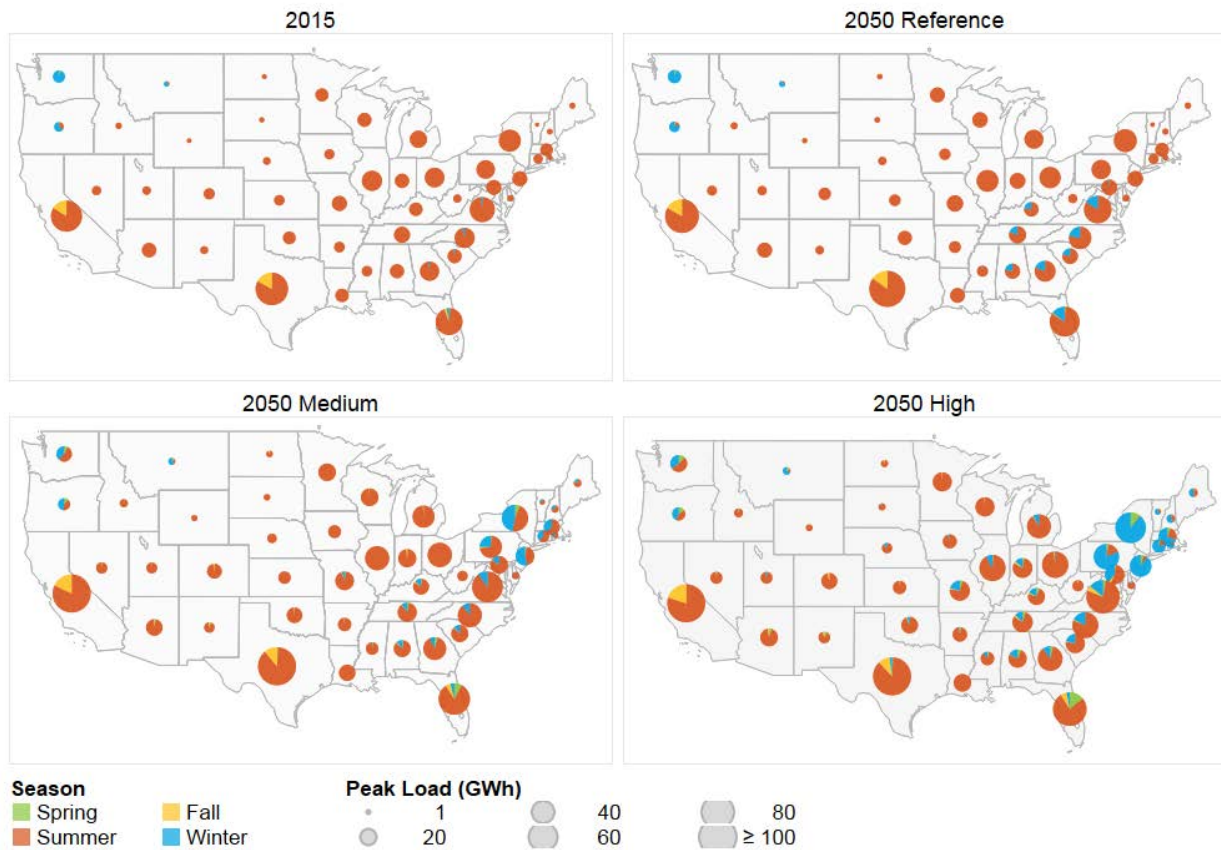 2015
2050 Reference
2050 Medium
2050 High
Season
Spring
Fall
Summer
Winter
Peak Load (GWh)
1
40
80
20
60
≥ 100